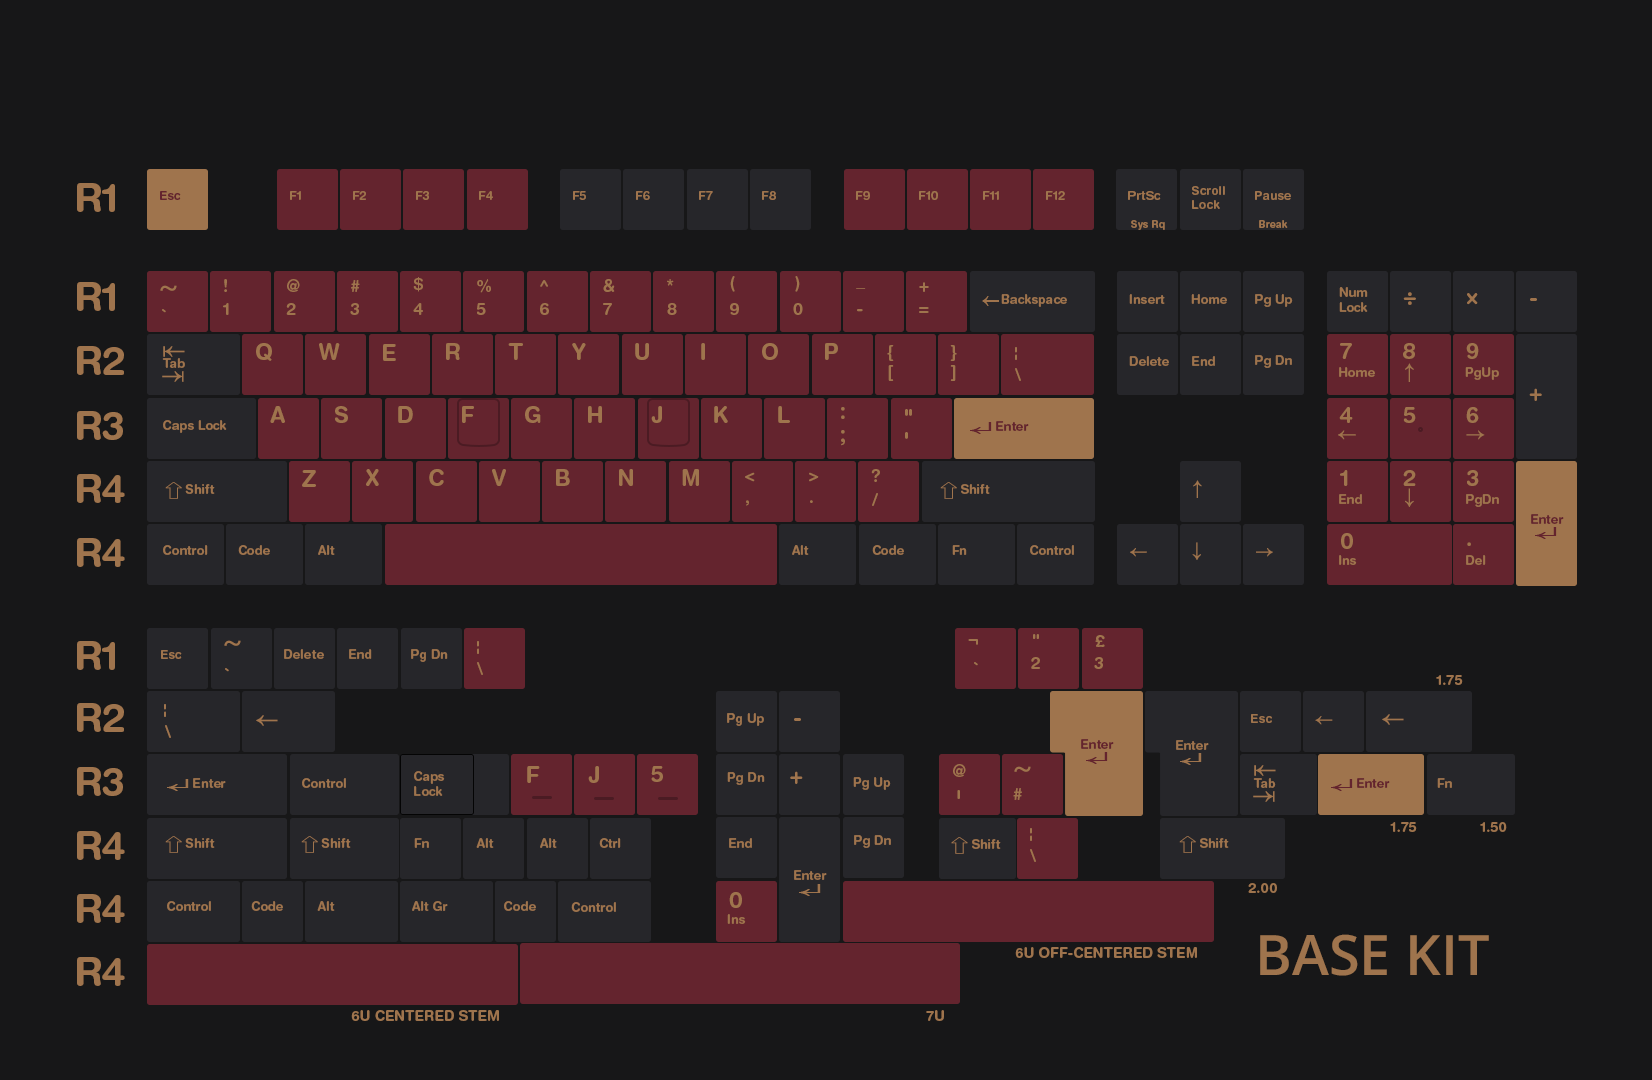 R1 Esc F1 F2 F3 F4 F5 F6 F7 F8 F9 F10 F11 F12 PrtSc Sys Rq Scroll Lock Pause Break
R1 ~ ` ! 1 @ 2 # 3 $ 4 % 5 ^ 6 & 7 * 8 ( 9 ) 0 _ - + = ←Backspace Insert Home Pg Up Num Lock ÷ × -
R2 Tab Q W E R T Y U I O P { [ } ] ¦ \ Delete End Pg Dn 7 Home 8 ↑ 9 PgUp +
R3 Caps Lock A S D F G H J K L : ; " ' ↵ Enter 4 ← 5 6 →
R4 ⇧ Shift Z X C V B N M < , > . ? / ⇧ Shift ↑ 1 End 2 ↓ 3 PgDn Enter ↵
R4 Control Code Alt Alt Code Fn Control ← ↓ → 0 Ins . Del
R1 Esc ~ ` Delete End Pg Dn ¦ \ ¬ ` " 2 £ 3
1.75
R2 ¦ \ ← Pg Up - Enter ↵ Enter ↵ Esc ← ←
R3 ↵ Enter Control Caps Lock F J 5 Pg Dn + Pg Up @ ' ~ # Tab ↵ Enter Fn
1.75 1.50
R4 ⇧ Shift ⇧ Shift Fn Alt Alt Ctrl End Enter ↵ Pg Dn ⇧ Shift ¦ \ ⇧ Shift
2.00
R4 Control Code Alt Alt Gr Code Control 0 Ins
6U OFF-CENTERED STEM
BASE KIT
R4
6U CENTERED STEM 7U